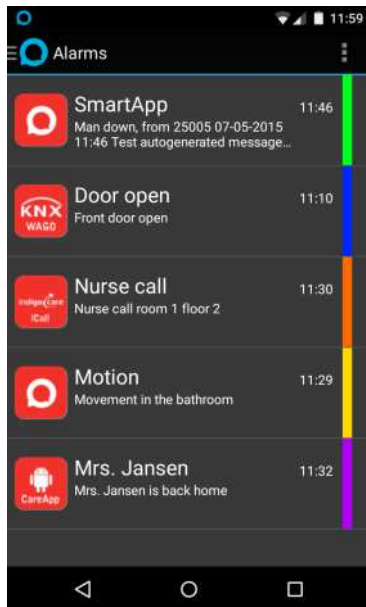 11:59
Alarms
SmartApp 11:46
Man down, from 25005 07-05-2015
11:46 Test autogenerated message...
KNX
WAGO
Door open 11:10
Front door open
IndigoCare
iCall
Nurse call 11:30
Nurse call room 1 floor 2
Motion 11:29
Movement in the bathroom
CareApp
Mrs. Jansen 11:32
Mrs. Jansen is back home